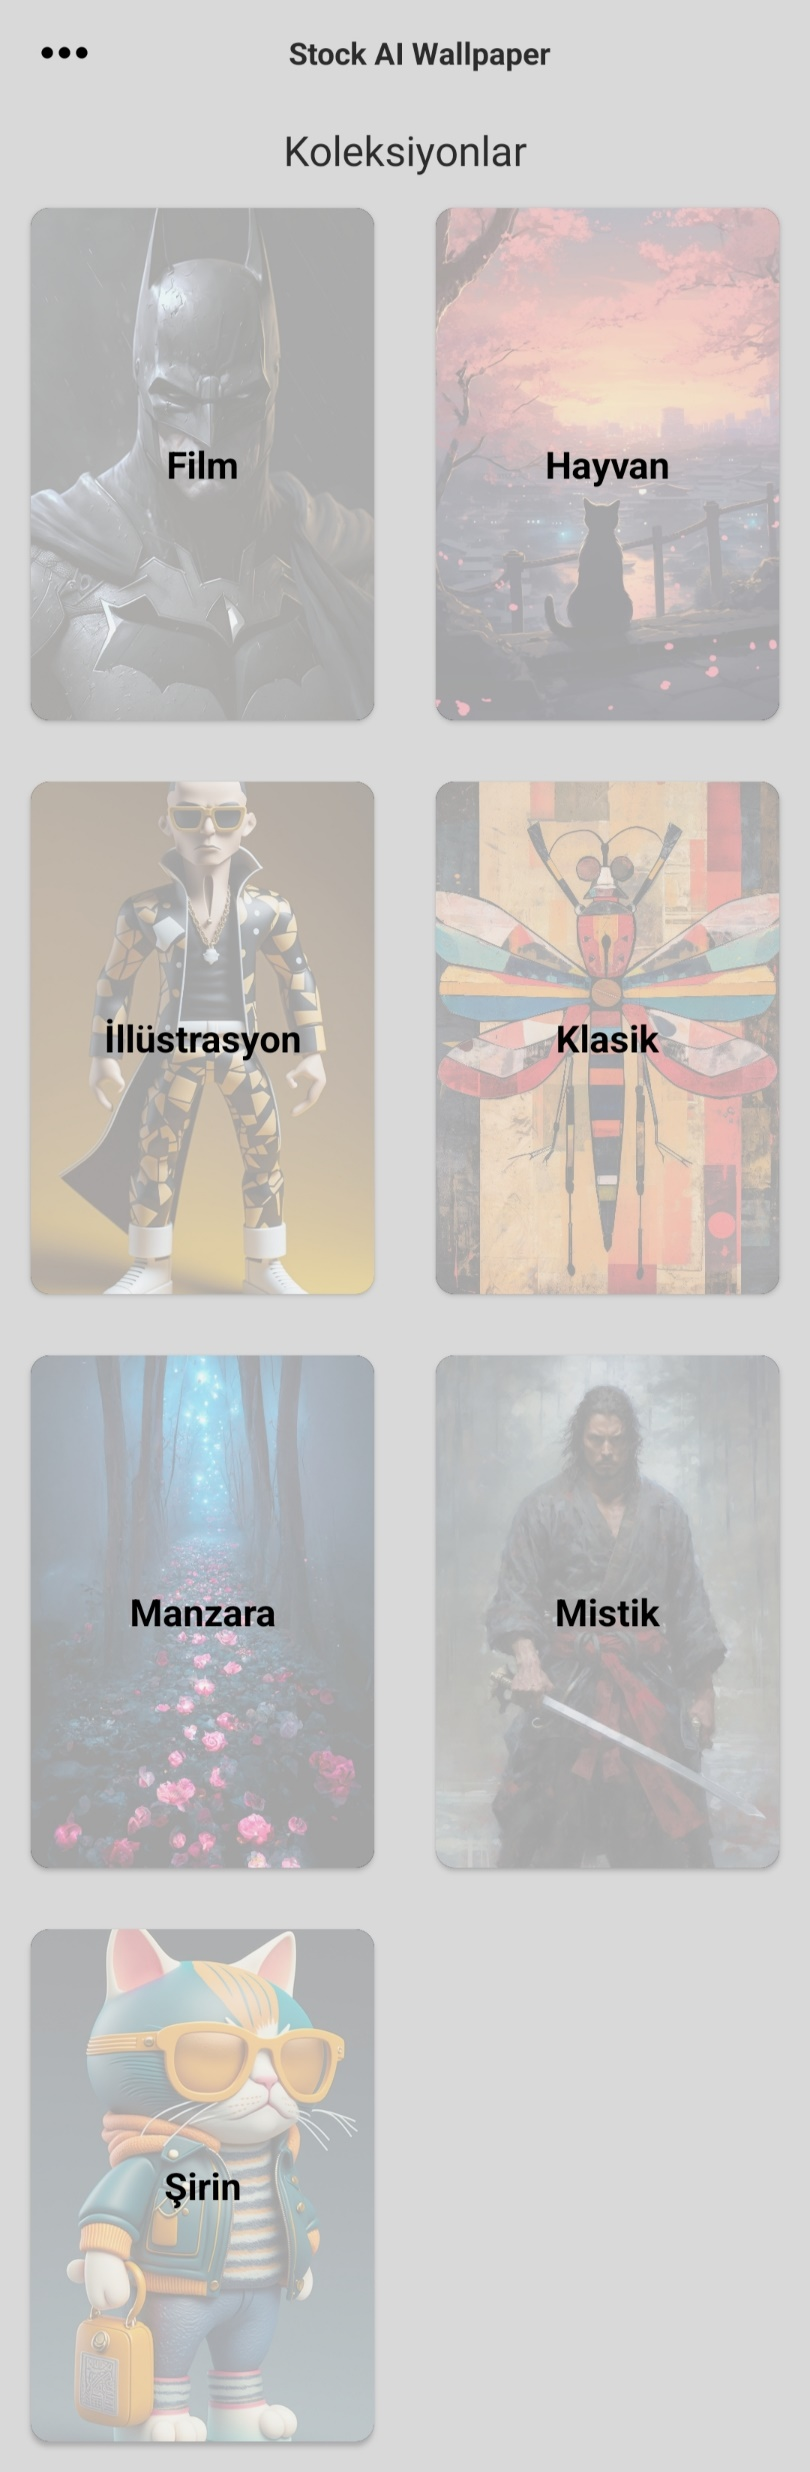 Stock AI Wallpaper
Koleksiyonlar
Film
Hayvan
İllüstrasyon
Klasik
Manzara
Mistik
Şirin